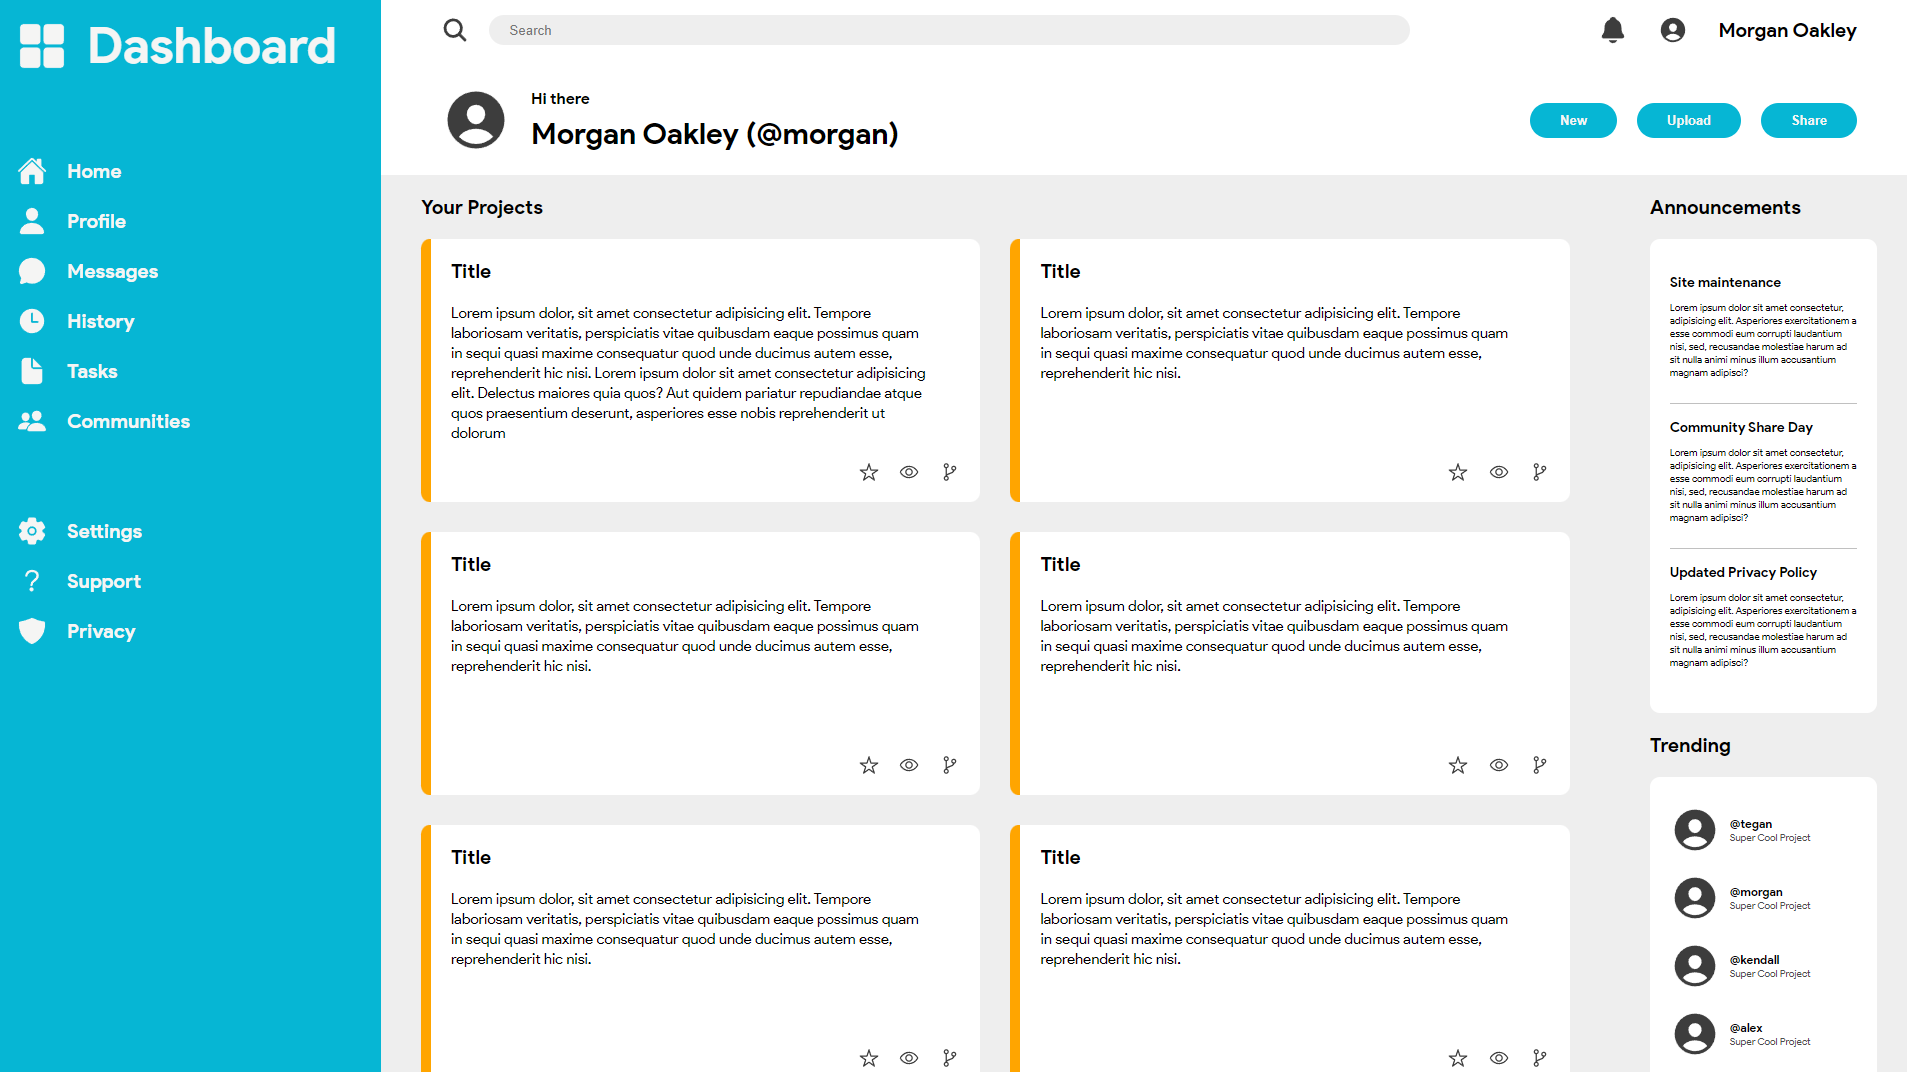 Dashboard
Home
Profile
Messages
History
Tasks
Communities
Settings
Support
Privacy
Search
Morgan Oakley
Hi there
Morgan Oakley (@morgan)
New
Upload
Share
Your Projects
Title
Lorem ipsum dolor, sit amet consectetur adipisicing elit. Tempore
laboriosam veritatis, perspiciatis vitae quibusdam eaque possimus quam
in sequi quasi maxime consequatur quod unde ducimus autem esse,
reprehenderit hic nisi. Lorem ipsum dolor sit amet consectetur adipisicing
elit. Delectus maiores quia quos? Aut quidem pariatur repudiandae atque
quos praesentium deserunt, asperiores esse nobis reprehenderit ut
dolorum
Title
Lorem ipsum dolor, sit amet consectetur adipisicing elit. Tempore
laboriosam veritatis, perspiciatis vitae quibusdam eaque possimus quam
in sequi quasi maxime consequatur quod unde ducimus autem esse,
reprehenderit hic nisi.
Title
Lorem ipsum dolor, sit amet consectetur adipisicing elit. Tempore
laboriosam veritatis, perspiciatis vitae quibusdam eaque possimus quam
in sequi quasi maxime consequatur quod unde ducimus autem esse,
reprehenderit hic nisi.
Title
Lorem ipsum dolor, sit amet consectetur adipisicing elit. Tempore
laboriosam veritatis, perspiciatis vitae quibusdam eaque possimus quam
in sequi quasi maxime consequatur quod unde ducimus autem esse,
reprehenderit hic nisi.
Title
Lorem ipsum dolor, sit amet consectetur adipisicing elit. Tempore
laboriosam veritatis, perspiciatis vitae quibusdam eaque possimus quam
in sequi quasi maxime consequatur quod unde ducimus autem esse,
reprehenderit hic nisi.
Title
Lorem ipsum dolor, sit amet consectetur adipisicing elit. Tempore
laboriosam veritatis, perspiciatis vitae quibusdam eaque possimus quam
in sequi quasi maxime consequatur quod unde ducimus autem esse,
reprehenderit hic nisi.
Announcements
Site maintenance
Lorem ipsum dolor sit amet consectetur,
adipisicing elit. Asperiores exercitationem a
esse commodi eum corrupti laudantium
nisi, sed, recusandae molestiae harum ad
sit nulla animi minus illum accusantium
magnam adipisci?
Community Share Day
Lorem ipsum dolor sit amet consectetur,
adipisicing elit. Asperiores exercitationem a
esse commodi eum corrupti laudantium
nisi, sed, recusandae molestiae harum ad
sit nulla animi minus illum accusantium
magnam adipisci?
Updated Privacy Policy
Lorem ipsum dolor sit amet consectetur,
adipisicing elit. Asperiores exercitationem a
esse commodi eum corrupti laudantium
nisi, sed, recusandae molestiae harum ad
sit nulla animi minus illum accusantium
magnam adipisci?
Trending
@tegan
Super Cool Project
@morgan
Super Cool Project
@kendall
Super Cool Project
@alex
Super Cool Project